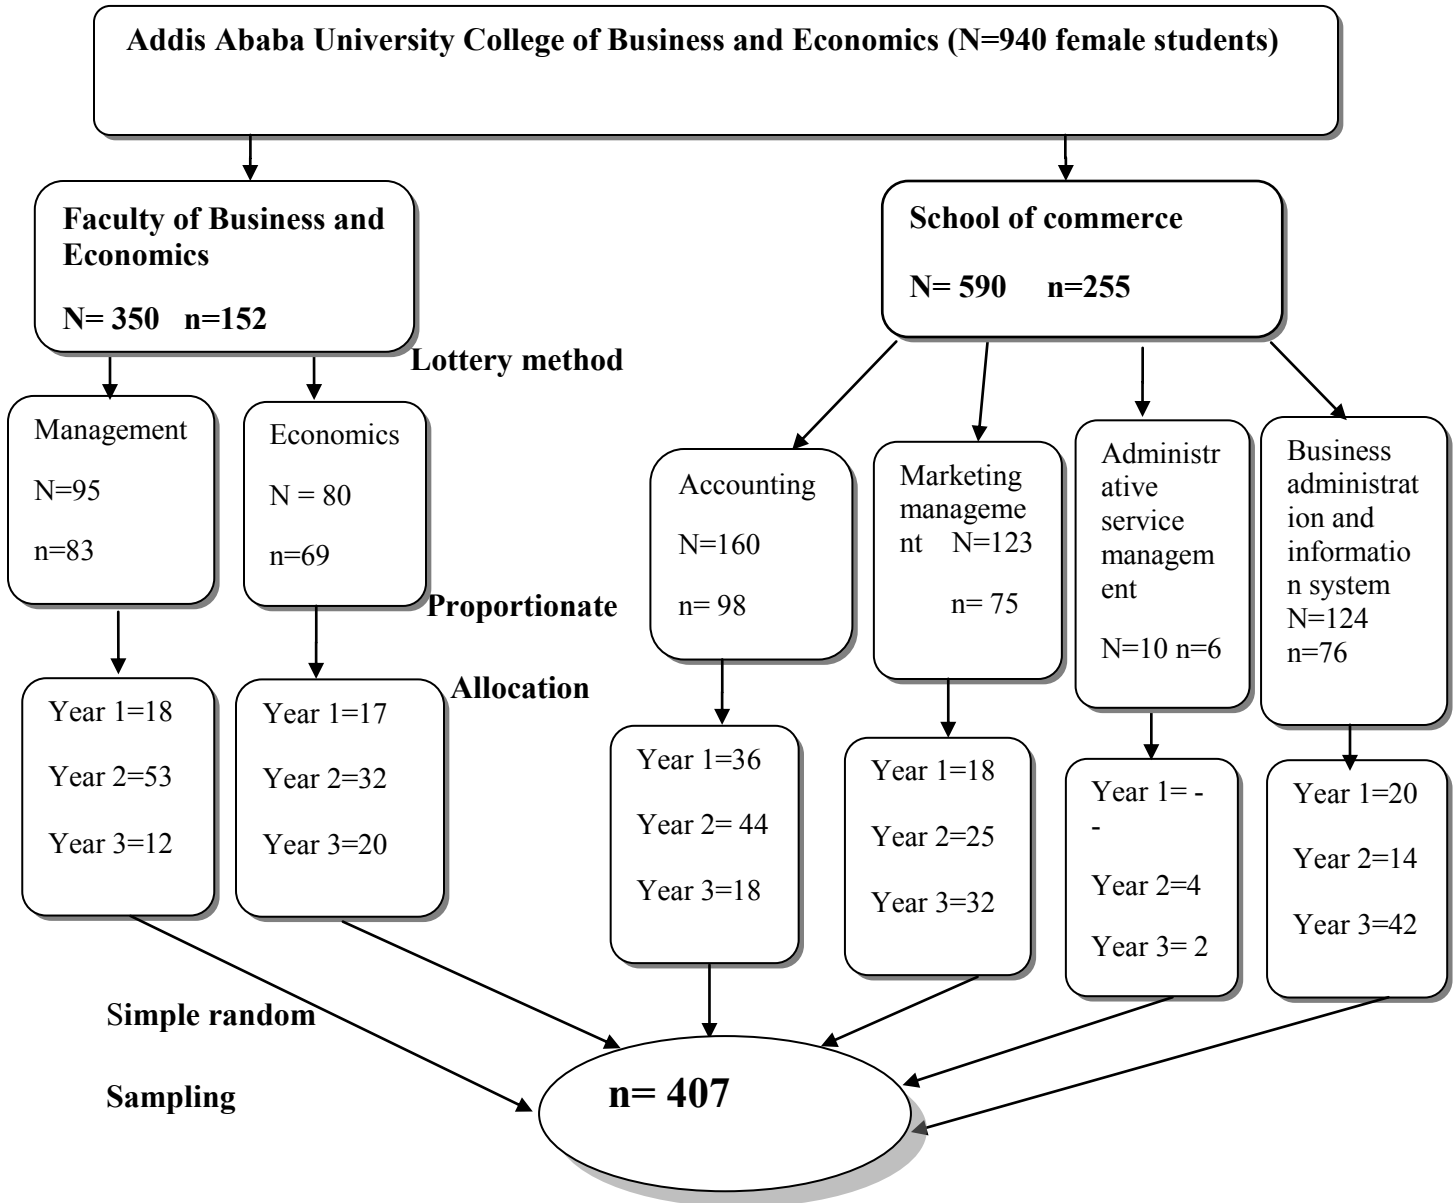 Addis Ababa University College of Business and Economics (N=940 female students)
Faculty of Business and
Economics
N= 350 n=152
School of commerce
N= 590 n=255
Lottery method
Management
N=95
n=83
Economics
N = 80
n=69
Accounting
N=160
n= 98
Marketing
manageme
nt N=123
n= 75
Administr
ative
service
managem
ent
N=10 n=6
Business
administrat
ion and
informatio
n system
N=124
n=76
Proportionate
Allocation
Year 1=18
Year 2=53
Year 3=12
Year 1=17
Year 2=32
Year 3=20
Year 1=36
Year 2= 44
Year 3=18
Year 1=18
Year 2=25
Year 3=32
Year 1= -
-
Year 2=4
Year 3= 2
Year 1=20
Year 2=14
Year 3=42
Simple random
Sampling
n= 407